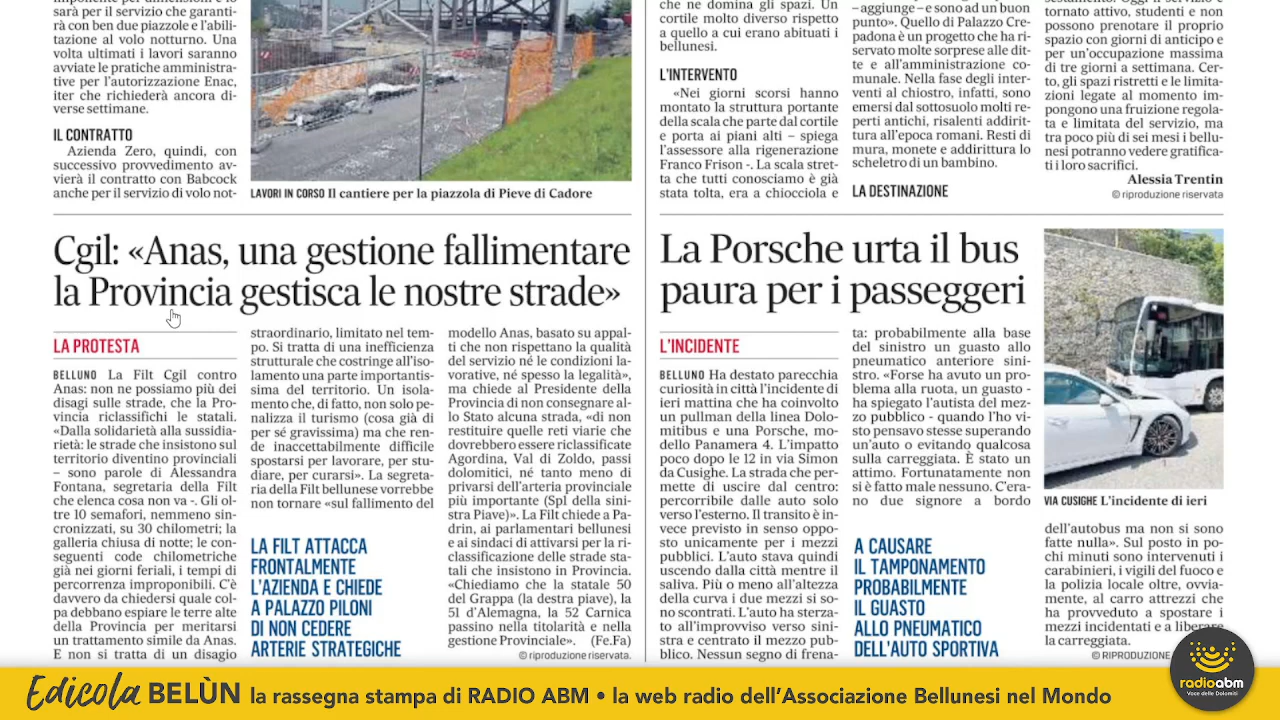 imponente per dimensioni e lo
sarà per il servizio che garanti-
rà con ben due piazzole e l'abili-
tazione al volo notturno. Una
volta ultimati i lavori saranno
avviate le pratiche amministra-
tive per l'autorizzazione Enac,
iter che richiederà ancora di-
verse settimane.
IL CONTRATTO
Azienda Zero, quindi, con
successivo provvedimento av-
vierà il contratto con Babcock
anche per il servizio di volo not-
LAVORI IN CORSO Il cantiere per la piazzola di Pieve di Cadore
che ne domina gli spazi. Un
cortile molto diverso rispetto
a quello a cui erano abituati i
bellunesi.
L'INTERVENTO
«Nei giorni scorsi hanno
montato la struttura portante
della scala che parte dal cortile
e porta ai piani alti – spiega
l'assessore alla rigenerazione
Franco Frison -. La scala stret-
ta che tutti conosciamo è già
stata tolta, era a chiocciola e
– aggiunge – e sono ad un buon
punto». Quello di Palazzo Cre-
padona è un progetto che ha ri-
servato molte sorprese alle dit-
te e all'amministrazione co-
munale. Nella fase degli inter-
venti al chiostro, infatti, sono
emersi dal sottosuolo molti re-
perti antichi, risalenti addirit-
tura all'epoca romani. Resti di
mura, monete e addirittura lo
scheletro di un bambino.
LA DESTINAZIONE
tornato attivo, studenti e non
possono prenotare il proprio
spazio con giorni di anticipo e
per un'occupazione massima
di tre giorni a settimana. Cer-
to, gli spazi ristretti e le limita-
zioni legate al momento im-
pongono una fruizione regola-
ta e limitata del servizio, ma
tra poco più di sei mesi i bellu-
nesi potranno vedere gratifica-
ti i loro sacrifici.
Alessia Trentin
© riproduzione riservata
Cgil: «Anas, una gestione fallimentare
la Provincia gestisca le nostre strade»
LA PROTESTA
BELLUNO La Filt Cgil contro
Anas: non ne possiamo più dei
disagi sulle strade, che la Pro-
vincia riclassifichi le statali.
«Dalla solidarietà alla sussidia-
rietà: le strade che insistono sul
territorio diventino provinciali
– sono parole di Alessandra
Fontana, segretaria della Filt
che elenca cosa non va -. Gli ol-
tre 10 semafori, nemmeno sin-
cronizzati, su 30 chilometri; la
galleria chiusa di notte; le con-
seguenti code chilometriche
già nei giorni feriali, i tempi di
percorrenza improponibili. C'è
davvero da chiedersi quale col-
pa debbano espiare le terre alte
della Provincia per meritarsi
un trattamento simile da Anas.
E non si tratta di un disagio
straordinario, limitato nel tem-
po. Si tratta di una inefficienza
strutturale che costringe all'iso-
lamento una parte importantis-
sima del territorio. Un isola-
mento che, di fatto, non solo pe-
nalizza il turismo (cosa già di
per sé gravissima) ma che ren-
de inaccettabilmente difficile
spostarsi per lavorare, per stu-
diare, per curarsi». La segreta-
ria della Filt bellunese vorrebbe
non tornare «sul fallimento del
LA FILT ATTACCA
FRONTALMENTE
L'AZIENDA E CHIEDE
A PALAZZO PILONI
DI NON CEDERE
ARTERIE STRATEGICHE
modello Anas, basato su appal-
ti che non rispettano la qualità
del servizio né le condizioni la-
vorative, né spesso la legalità»,
ma chiede al Presidente della
Provincia di non consegnare al-
lo Stato alcuna strada, «di non
restituire quelle reti viarie che
dovrebbero essere riclassificate
Agordina, Val di Zoldo, passi
dolomitici, né tanto meno di
privarsi dell'arteria provinciale
più importante (Spl della sini-
stra Piave)». La Filt chiede a Pa-
drin, ai parlamentari bellunesi
e ai sindaci di attivarsi per la ri-
classificazione delle strade sta-
tali che insistono in Provincia.
«Chiediamo che la statale 50
del Grappa (la destra piave), la
51 d'Alemagna, la 52 Carnica
passino nella titolarità e nella
gestione Provinciale». (Fe.Fa)
© riproduzione riservata.
La Porsche urta il bus
paura per i passeggeri
L'INCIDENTE
BELLUNO Ha destato parecchia
curiosità in città l'incidente di
ieri mattina che ha coinvolto
un pullman della linea Dolo-
mitibus e una Porsche, mo-
dello Panamera 4. L'impatto
poco dopo le 12 in via Simon
da Cusighe. La strada che per-
mette di uscire dal centro:
percorribile dalle auto solo
verso l'esterno. Il transito è in-
vece previsto in senso oppo-
sto unicamente per i mezzi
pubblici. L'auto stava quindi
uscendo dalla città mentre il
saliva. Più o meno all'altezza
della curva i due mezzi si so-
no scontrati. L'auto ha sterza-
to all'improvviso verso sini-
stra e centrato il mezzo pub-
blico. Nessun segno di frena-
ta: probabilmente alla base
del sinistro un guasto allo
pneumatico anteriore sini-
stro. «Forse ha avuto un pro-
blema alla ruota, un guasto -
ha spiegato l'autista del mez-
zo pubblico - quando l'ho vi-
sto pensavo stesse superando
un'auto o evitando qualcosa
sulla carreggiata. È stato un
attimo. Fortunatamente non
si è fatto male nessuno. C'era-
no due signore a bordo
A CAUSARE
IL TAMPONAMENTO
PROBABILMENTE
IL GUASTO
ALLO PNEUMATICO
DELL'AUTO SPORTIVA
VIA CUSIGHE L'incidente di ieri
dell'autobus ma non si sono
fatte nulla». Sul posto in po-
chi minuti sono intervenuti i
carabinieri, i vigili del fuoco e
la polizia locale oltre, ovvia-
mente, al carro attrezzi che
ha provveduto a spostare i
mezzi incidentati e a liberare
la carreggiata.
© RIPRODUZIONE
radioabm
Voce delle Dolomiti
Edicola BELÙN la rassegna stampa di RADIO ABM • la web radio dell'Associazione Bellunesi nel Mondo